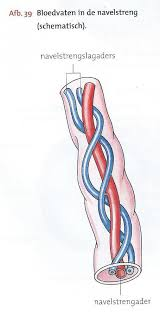 Afb. 39 Bloedvaten in de navelstreng
(schematisch).
navelstrengslagaders
navelstrengader